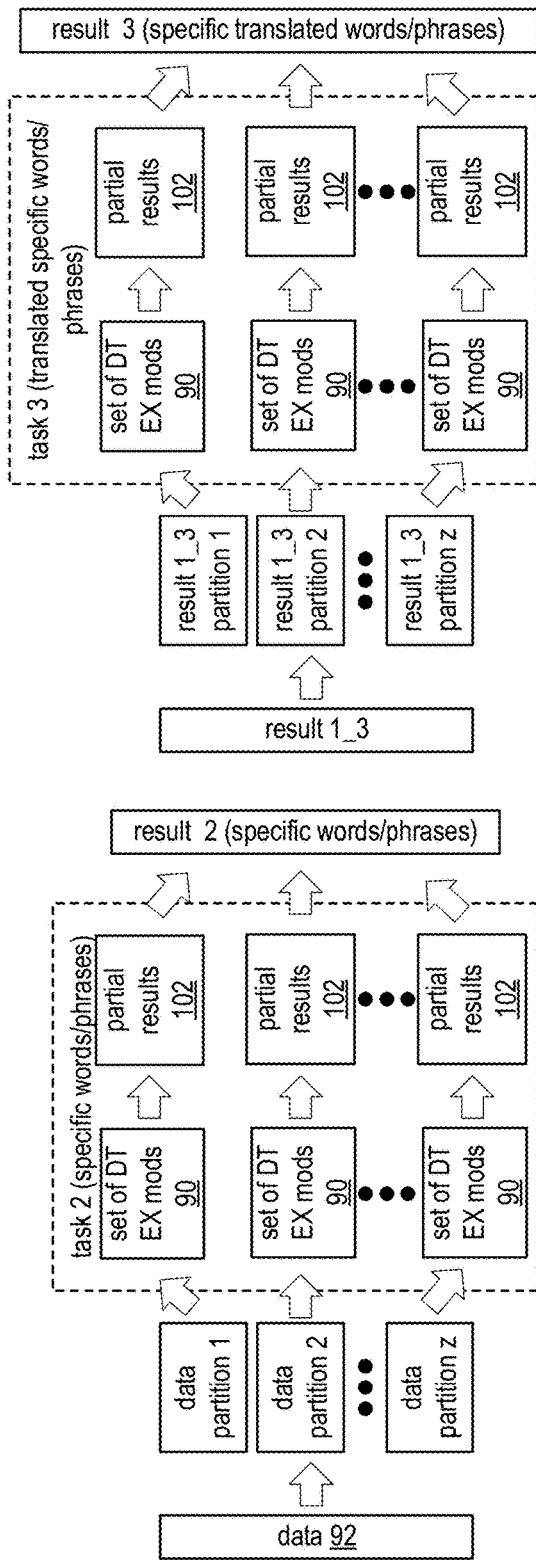 data 92
data
partition 1
data
partition 2
data
partition z
task 2 (specific words/phrases)
set of DT
EX mods
90
set of DT
EX mods
90
set of DT
EX mods
90
partial
results
102
partial
results
102
partial
results
102
result 2 (specific words/phrases)
result 1_3
result 1_3
partition 1
result 1_3
partition 2
result 1_3
partition z
task 3 (translated specific words/
phrases)
set of DT
EX mods
90
set of DT
EX mods
90
set of DT
EX mods
90
partial
results
102
partial
results
102
partial
results
102
result 3 (specific translated words/phrases)